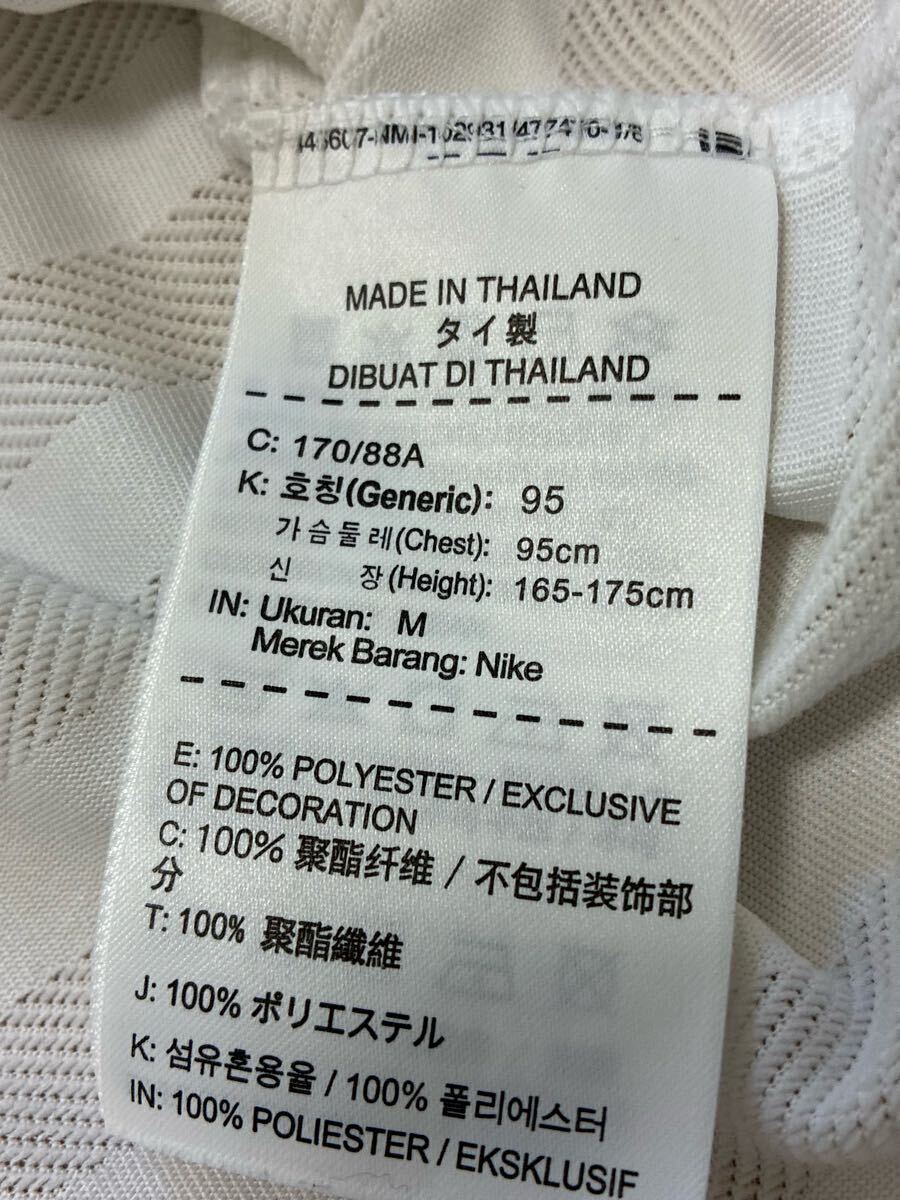 MADE IN THAILAND
タイ製
DIBUAT DI THAILAND
C: 170/88A
K: 호칭(Generic): 95
가슴둘레(Chest): 95cm
신 장(Height): 165-175cm
IN: Ukuran: M
Merek Barang: Nike
E: 100% POLYESTER / EXCLUSIVE
OF DECORATION
C: 100% 聚酯纤维 / 不包括装饰部
分
T: 100% 聚酯纖維
J: 100% ポリエステル
K: 섬유혼용율 / 100% 폴리에스터
IN: 100% POLIESTER / EKSKLUSIF